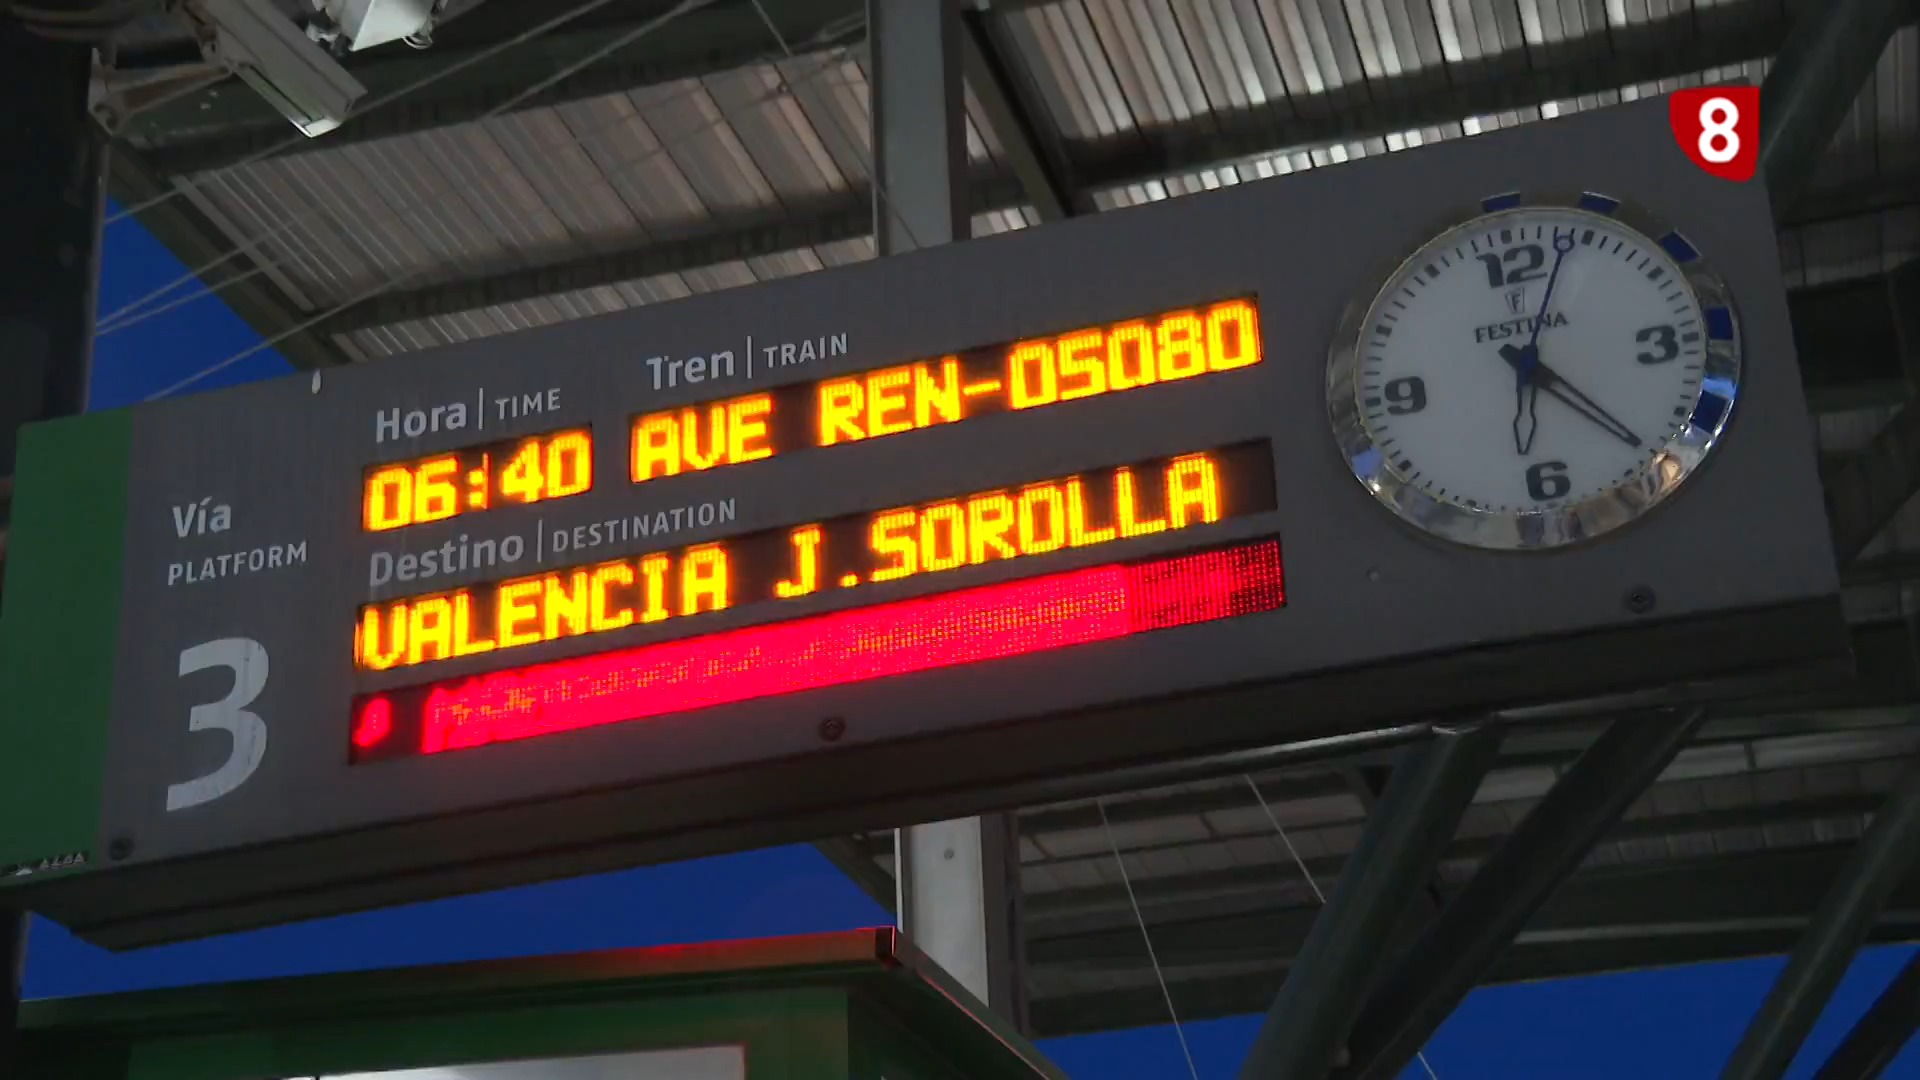 8
Hora | TIME
Tren | TRAIN
06:40 AVE REN-05080
Destino | DESTINATION
VALENCIA J.SOROLLA
Vía
PLATFORM
3
12
3
6
9
FESTINA